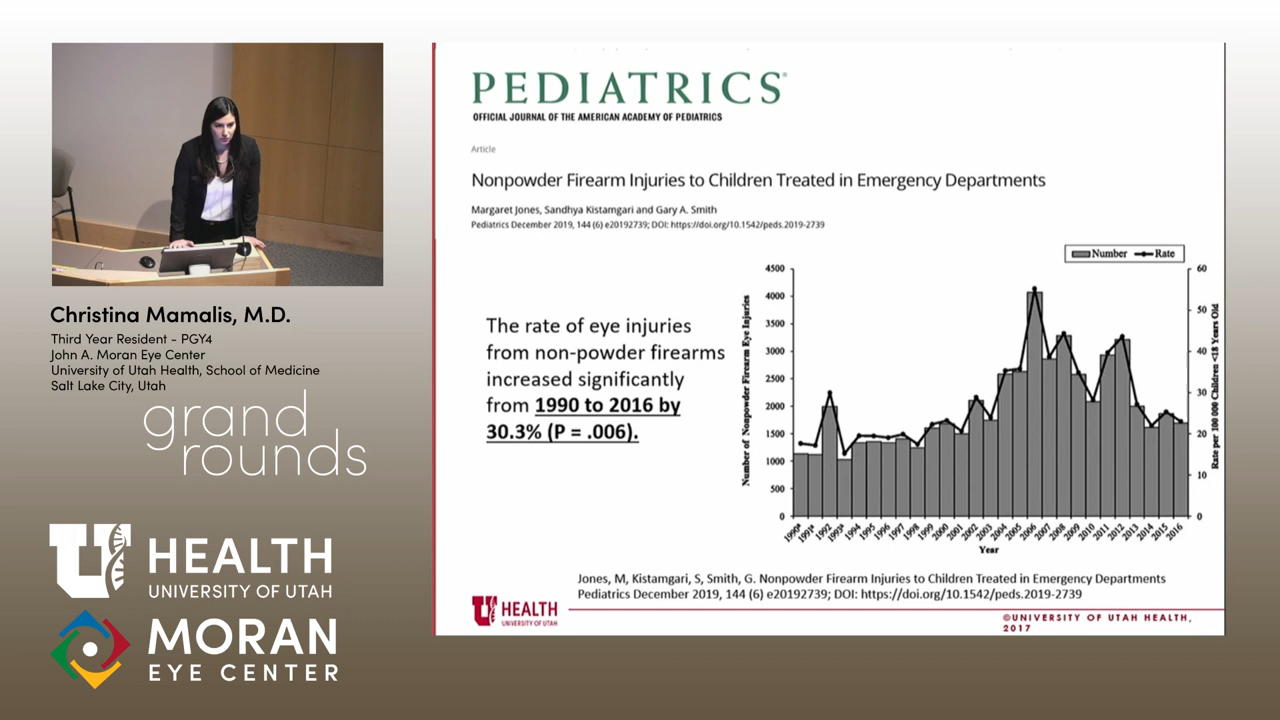 Christina Mamalis, M.D.
Third Year Resident - PGY4
John A. Moran Eye Center
University of Utah Health, School of Medicine
Salt Lake City, Utah
grand
rounds
U HEALTH
UNIVERSITY OF UTAH
MORAN
EYE CENTER
PEDIATRICS®
OFFICIAL JOURNAL OF THE AMERICAN ACADEMY OF PEDIATRICS
Article
Nonpowder Firearm Injuries to Children Treated in Emergency Departments
Margaret Jones, Sandhya Kistamgari and Gary A. Smith
Pediatrics December 2019, 144 (6) e20192739; DOI: https://doi.org/10.1542/peds.2019-2739
The rate of eye injuries
from non-powder firearms
increased significantly
from 1990 to 2016 by
30.3% (P = .006).
Number Rate
Number of Nonpowder Firearm Eye Injuries
4500
4000
3500
3000
2500
2000
1500
1000
500
0
60
50
40
30
20
10
0
Rate per 100 000 Children <18 Years Old
1990ª 1991ª 1992 1993ª 1994 1995 1996 1997 1998 1999 2000 2001 2002 2003 2004 2005 2006 2007 2008 2009 2010 2011 2012 2013 2014 2015 2016
Year
Jones, M, Kistamgari, S, Smith, G. Nonpowder Firearm Injuries to Children Treated in Emergency Departments
Pediatrics December 2019, 144 (6) e20192739; DOI: https://doi.org/10.1542/peds.2019-2739
U HEALTH
UNIVERSITY OF UTAH
©UNIVERSITY OF UTAH HEALTH,
2017